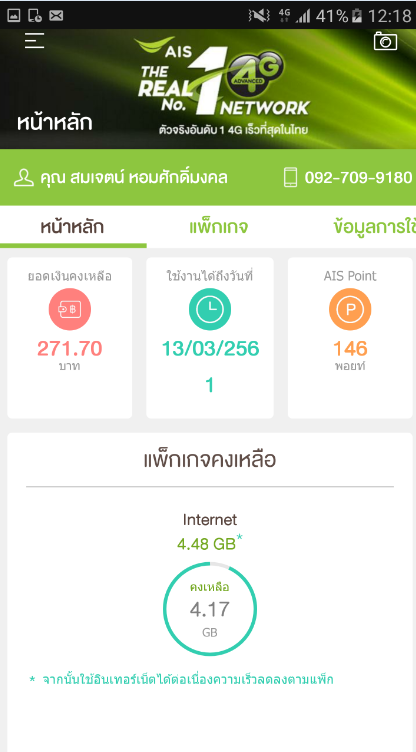 4G 41% 12:18
AIS
THE
REAL
No. 1 4G
ADVANCED
NETWORK
ตัวจริงอันดับ 1 4G เร็วที่สุดในไทย
หน้าหลัก
คุณ สมเจตน์ หอมศักดิ์มงคล 092-709-9180
หน้าหลัก แพ็กเกจ ข้อมูลการใช้
ยอดเงินคงเหลือ ใช้งานได้ถึงวันที่ AIS Point
฿ P
271.70 13/03/256 146
บาท 1 พอยท์
แพ็กเกจคงเหลือ
Internet
4.48 GB*
คงเหลือ
4.17
GB
* จากนั้นใช้อินเทอร์เน็ตได้ต่อเนื่องความเร็วลดลงตามแพ็ก